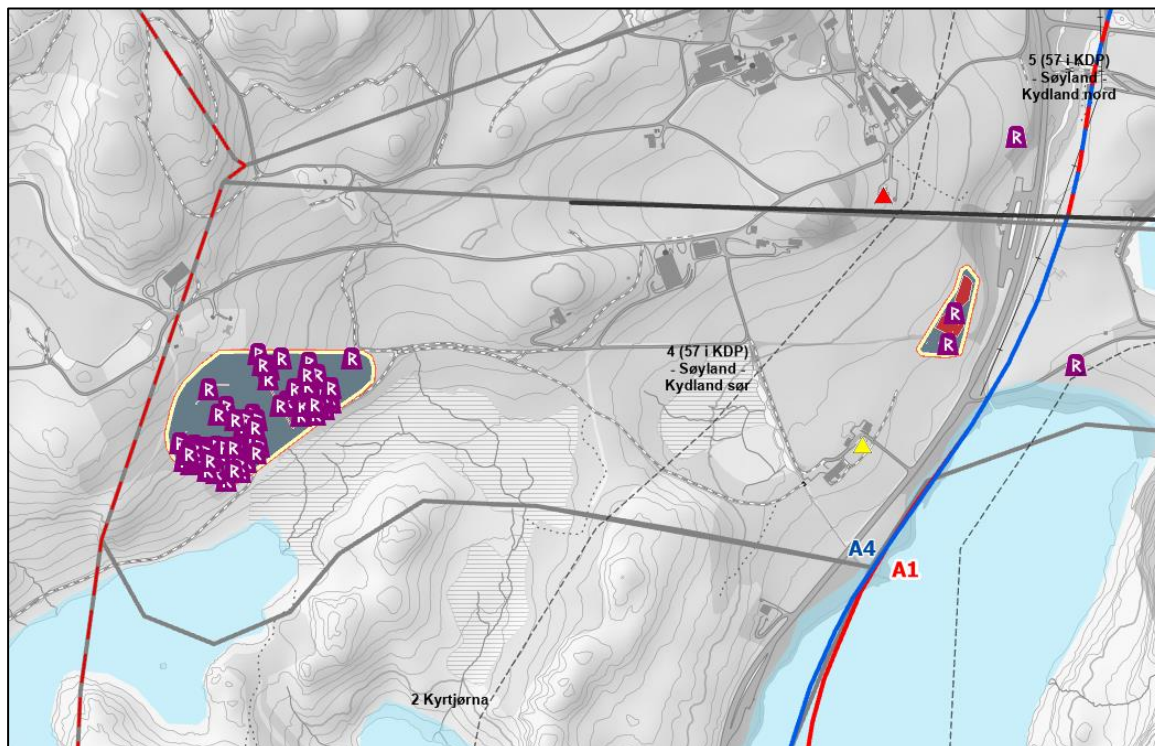 5 (57 i KDP)
- Søyland -
Kydland nord
R
R
R
R
4 (57 i KDP)
- Søyland -
Kydland sør
A4
A1
2 Kyrtjørna